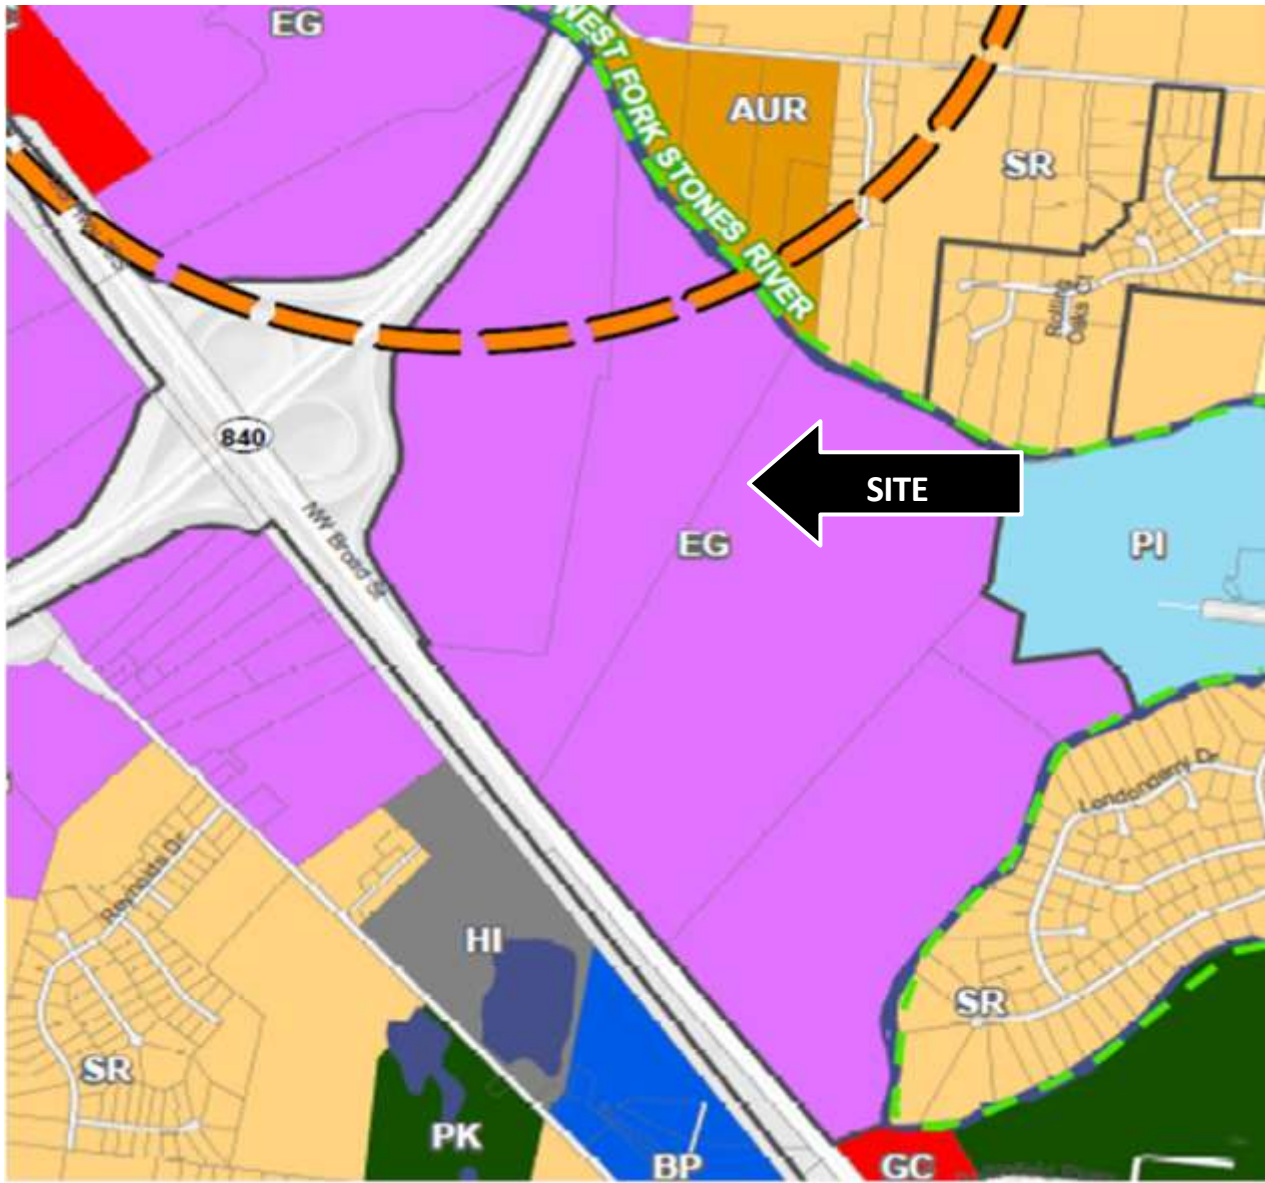 EG
WEST FORK STONES RIVER
AUR
SR
Rolling
Oaks Ct
840
SITE
NW Broad St
EG
PI
Londonderry Dr
Reynolds Dr
HI
SR
SR
PK
BP
GC